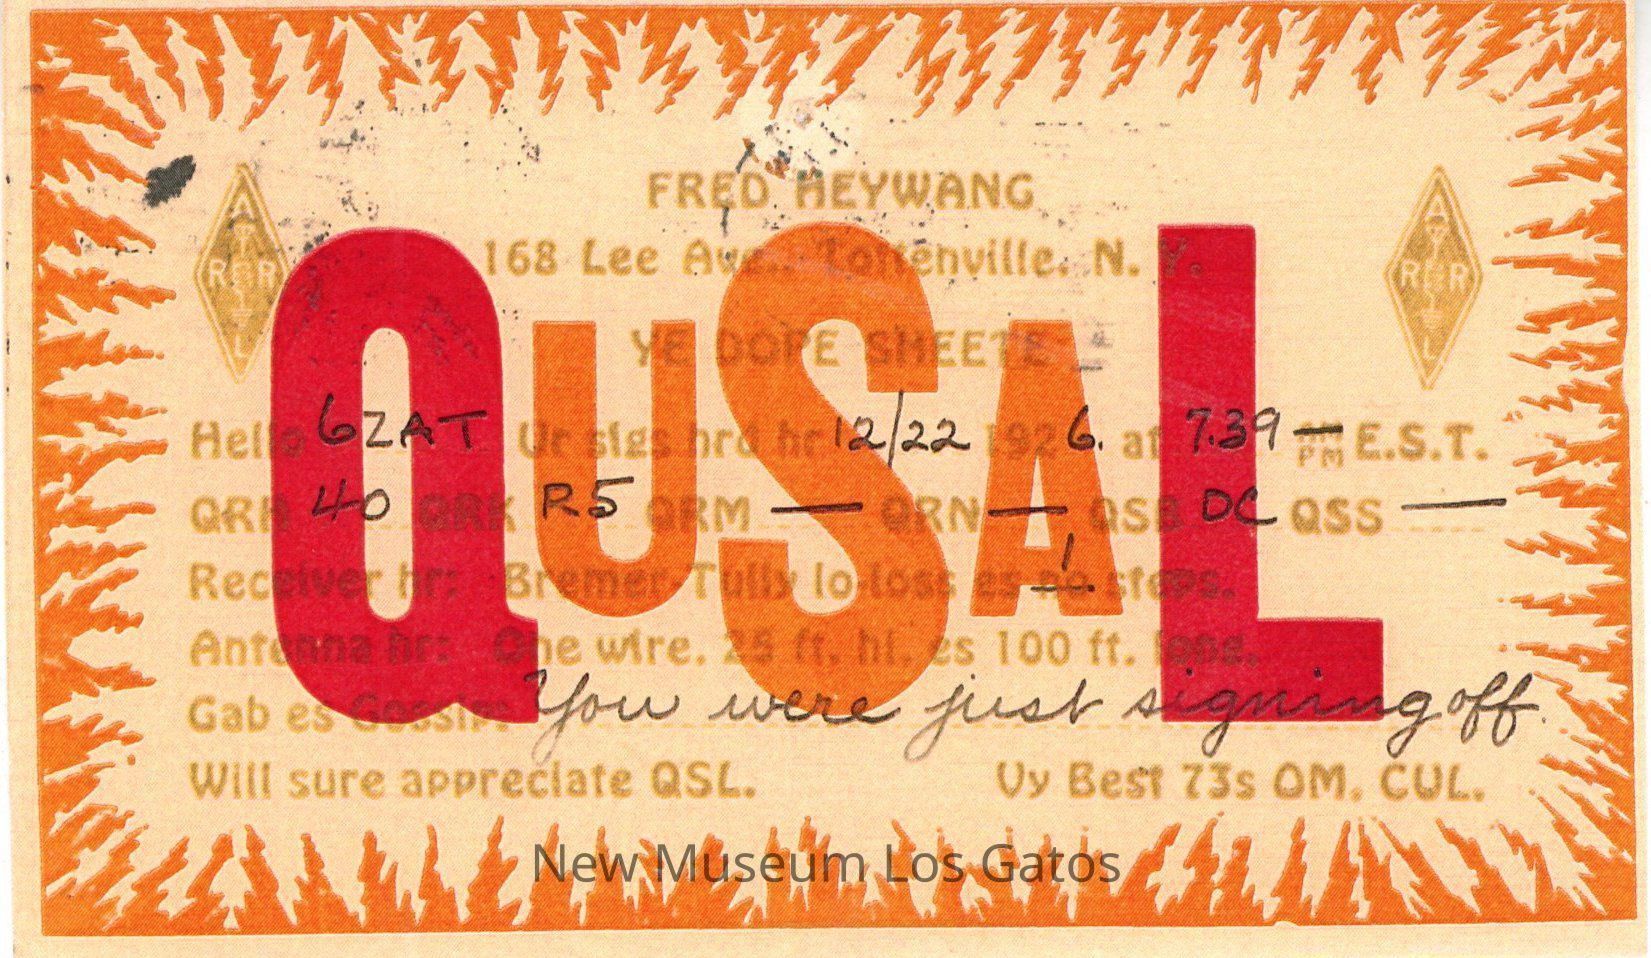 FRED HEYWANG
168 Lee Ave., Tottenville, N. Y.
YE DOPE SHEETE
A R R L
A R R L
QUSAL
Hello 6ZAT Ur sigs hrd hr 12/22 1926. at 7.39 — AM PM E.S.T.
QRH 40 QRK R5 QRM — QRN — QSB DC QSS —
Receiver hr: Bremer-Tully lo-loss es no 1 steps.
Antenna hr: One wire. 25 ft. hi. es 100 ft. long.
Gab es Gossip: You were just signing off.
Will sure appreciate QSL. Vy Best 73s OM. CUL.
New Museum Los Gatos